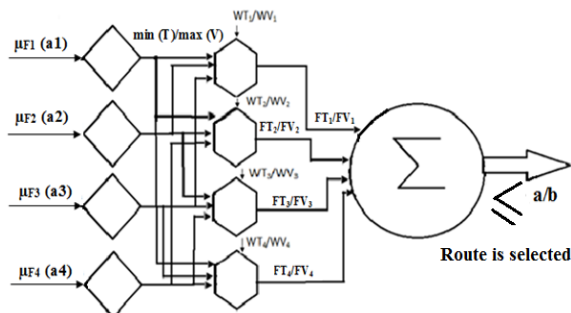 µF1 (a1)
min (T)/max (V)
WT1/WV1
µF2 (a2)
WT2/WV2
FT1/FV1
FT2/FV2
Σ
µF3 (a3)
WT3/WV3
FT3/FV3
a/b
≤
Route is selected
µF4 (a4)
WT4/WV4
FT4/FV4